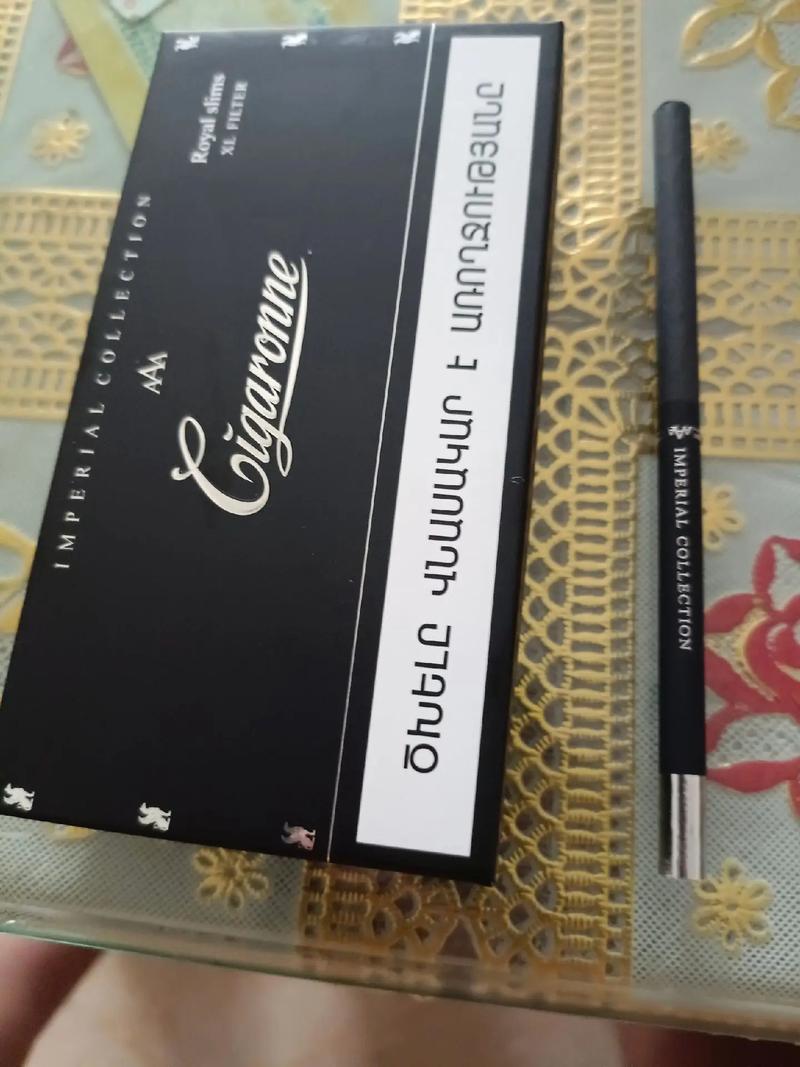 IMPERIAL COLLECTION
AAA
Cigaronne
Royal slims
XL FILTER
ԾԽԵԼԸ ՎՆԱՍԱԿԱՐ Է ԱՌՈՂՋՈՒԹՅԱՆԸ
IMPERIAL COLLECTION